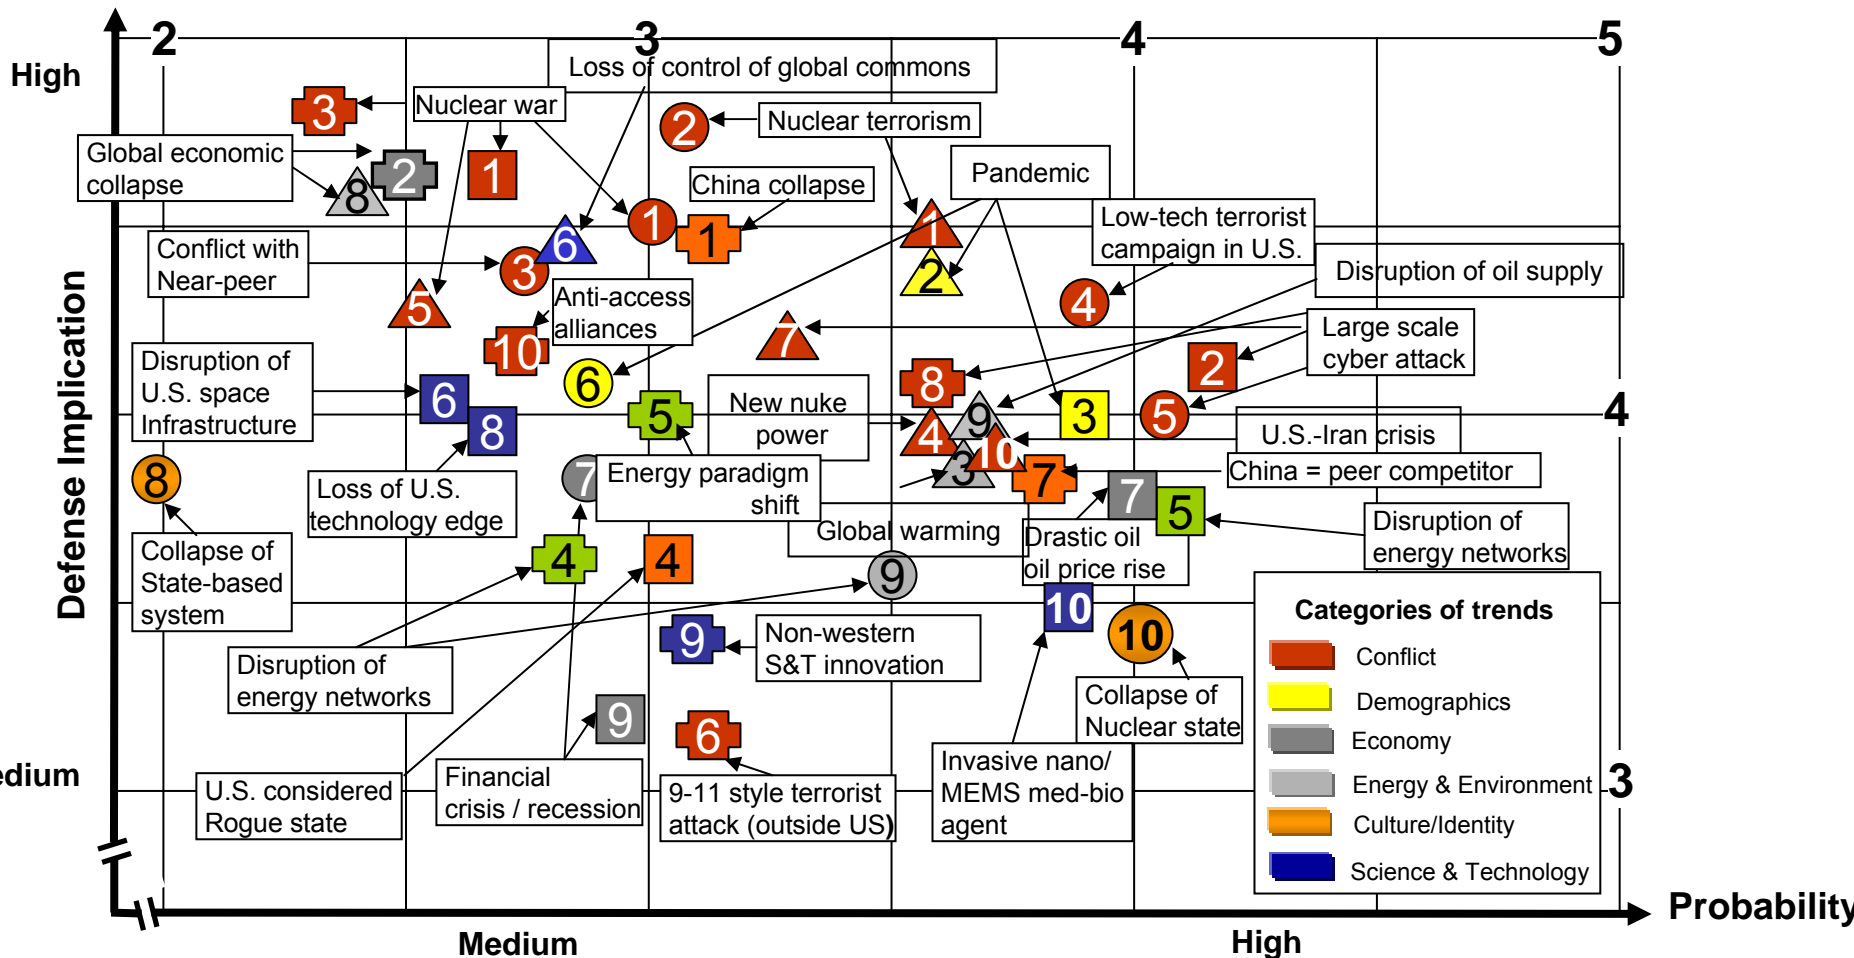 2
3
4
5
High
Loss of control of global commons
3
Nuclear war
2
Nuclear terrorism
Global economic
collapse
8
2
1
China collapse
Pandemic
Low-tech terrorist
campaign in U.S.
1
1
1
Conflict with
Near-peer
3
6
2
4
Disruption of oil supply
5
Anti-access
alliances
10
7
Large scale
cyber attack
Disruption of
U.S. space
Infrastructure
6
8
6
5
New nuke
power
8
9
4
10
3
3
5
2
4
U.S.-Iran crisis
China = peer competitor
8
Loss of U.S.
technology edge
7
Energy paradigm
shift
7
7
5
Global warming
Drastic oil
oil price rise
Disruption of
energy networks
Collapse of
State-based
system
4
4
9
10
10
9
Non-western
S&T innovation
Disruption of
energy networks
9
6
Collapse of
Nuclear state
U.S. considered
Rogue state
Financial
crisis / recession
9-11 style terrorist
attack (outside US)
Invasive nano/
MEMS med-bio
agent
Categories of trends
Conflict
Demographics
Economy
Energy & Environment
Culture/Identity
Science & Technology
3
Defense Implication
edium
Medium
High
Probability